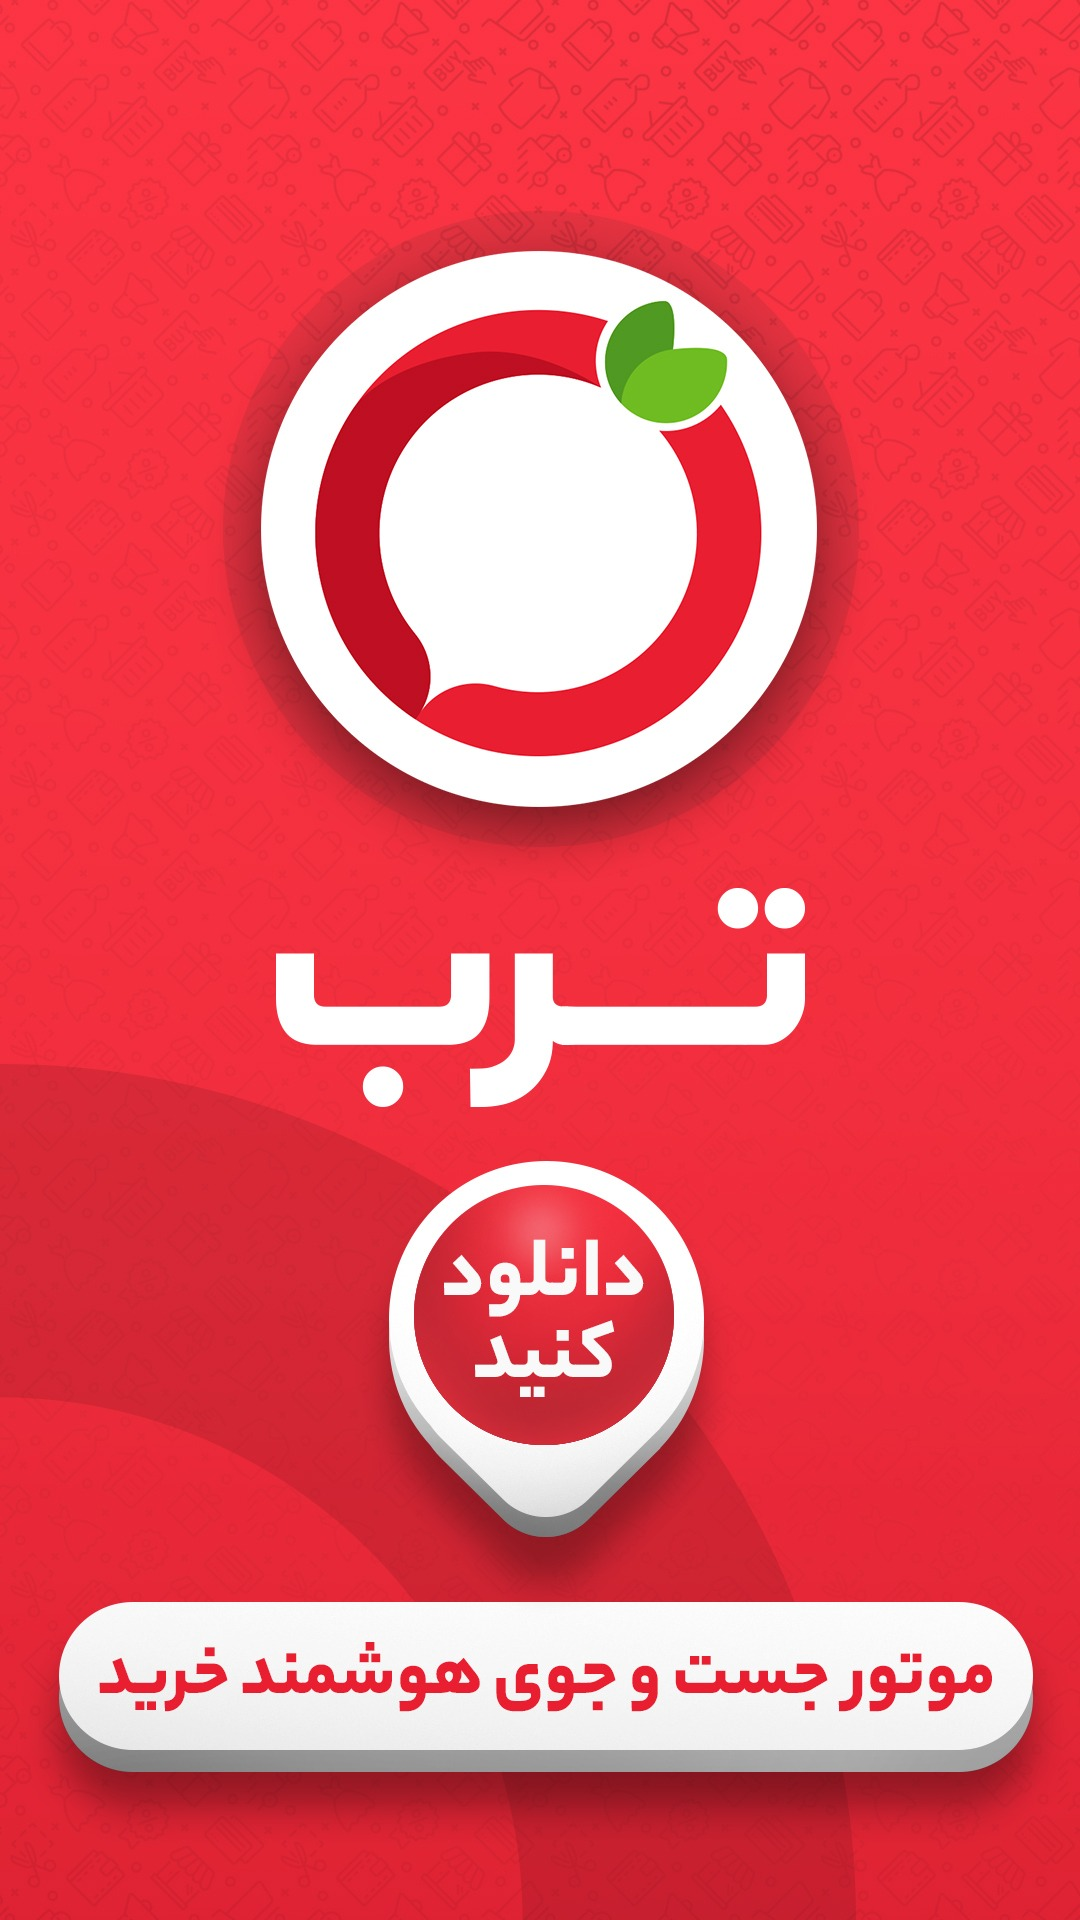 ترب
دانلود
کنید
موتور جست و جوی هوشمند خرید